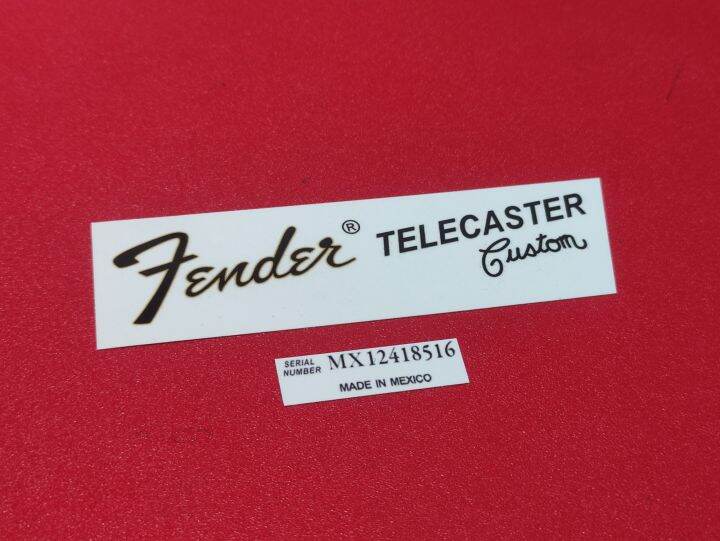 Fender® TELECASTER
Custom
SERIAL
NUMBER MX12418516
MADE IN MEXICO